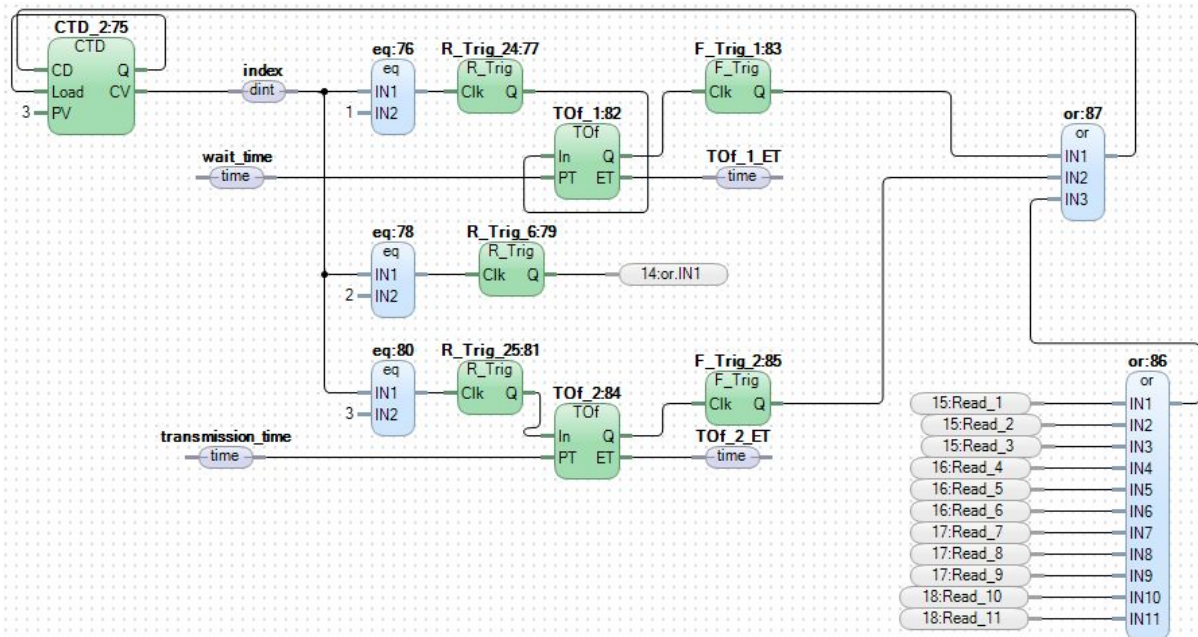 CTD_2:75
CTD
CD Q
Load CV
3 PV
index
dint
eq:76
eq
IN1
1 IN2
R_Trig_24:77
R_Trig
Clk Q
F_Trig_1:83
F_Trig
Clk Q
TOf_1:82
TOf
In Q
PT ET
wait_time
time
TOf_1_ET
time
or:87
or
IN1
IN2
IN3
eq:78
eq
IN1
2 IN2
R_Trig_6:79
R_Trig
Clk Q
14:or.IN1
eq:80
eq
IN1
3 IN2
R_Trig_25:81
R_Trig
Clk Q
TOf_2:84
TOf
In Q
PT ET
F_Trig_2:85
F_Trig
Clk Q
transmission_time
time
TOf_2_ET
time
or:86
or
15:Read_1 IN1
15:Read_2 IN2
15:Read_3 IN3
16:Read_4 IN4
16:Read_5 IN5
16:Read_6 IN6
17:Read_7 IN7
17:Read_8 IN8
17:Read_9 IN9
18:Read_10 IN10
18:Read_11 IN11